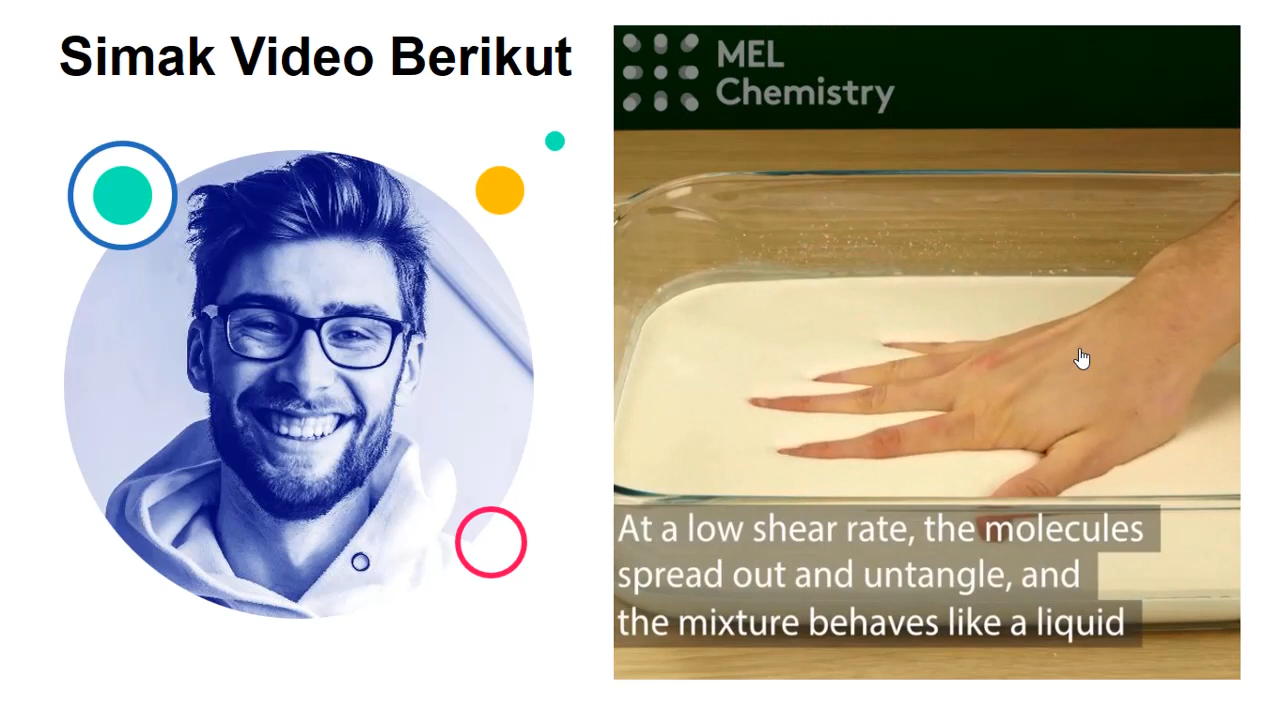 Simak Video Berikut
MEL
Chemistry
At a low shear rate, the molecules
spread out and untangle, and
the mixture behaves like a liquid